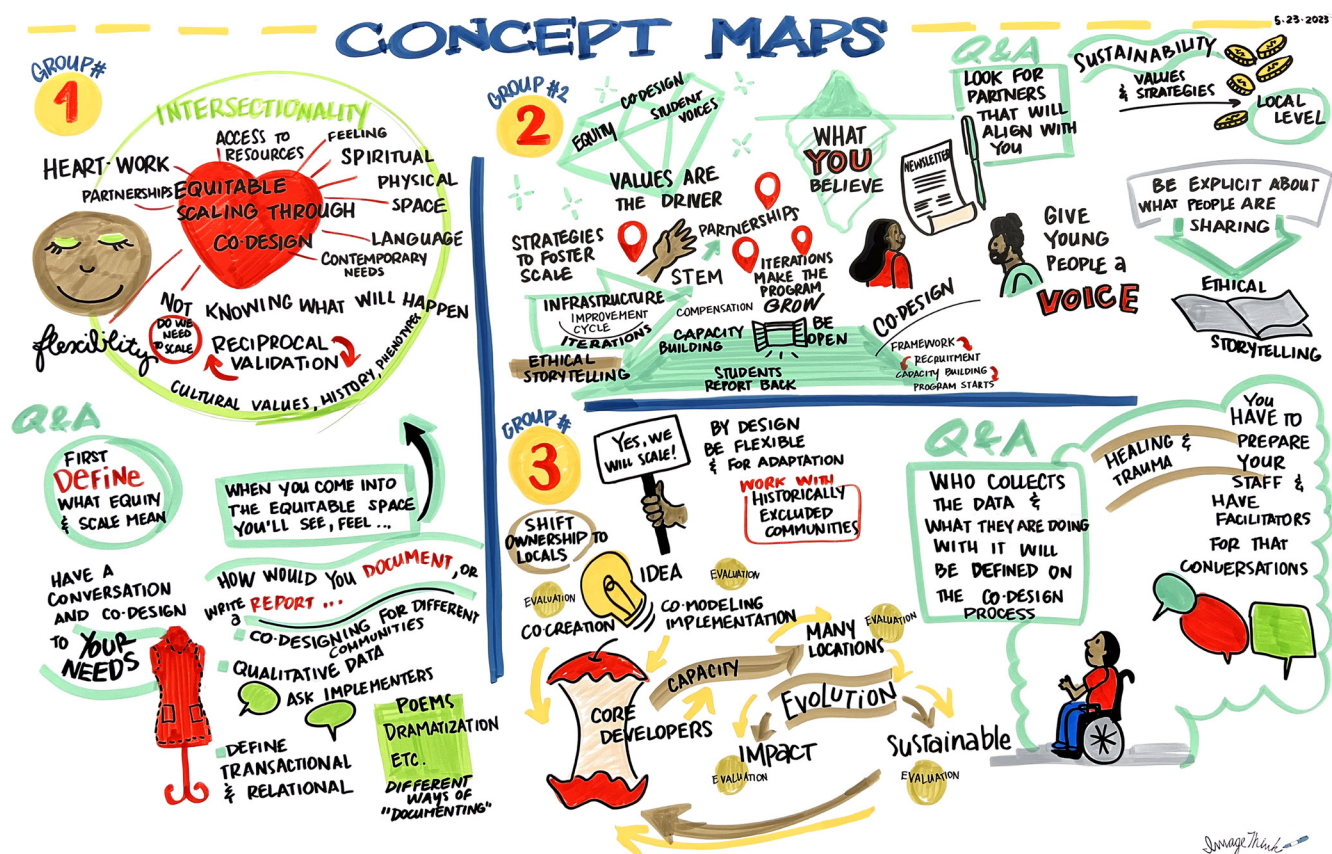 CONCEPT MAPS
5.23.2023
GROUP#
1
INTERSECTIONALITY
HEART-WORK
PARTNERSHIPS
ACCESS TO
RESOURCES
FEELING
SPIRITUAL
PHYSICAL
SPACE
LANGUAGE
CONTEMPORARY
NEEDS
EQUITABLE
SCALING THROUGH
CO-DESIGN
NOT KNOWING WHAT WILL HAPPEN
flexibility
DO WE
NEED
TO
SCALE
RECIPROCAL
VALIDATION
CULTURAL VALUES, HISTORY, PHENOTYPES
Q&A
FIRST
DEFINE
WHAT EQUITY
& SCALE MEAN
WHEN YOU COME INTO
THE EQUITABLE SPACE
YOU'LL SEE, FEEL ...
HAVE A
CONVERSATION
AND CO-DESIGN
TO YOUR
NEEDS
HOW WOULD YOU DOCUMENT, OR
WRITE a REPORT ...
CO-DESIGNING FOR DIFFERENT
COMMUNITIES
QUALITATIVE DATA
ASK IMPLEMENTERS
DEFINE
TRANSACTIONAL
& RELATIONAL
POEMS
DRAMATIZATION
ETC.
DIFFERENT
WAYS OF
"DOCUMENTING"
GROUP #2
2
EQUITY
CO-DESIGN
STUDENT
VOICES
VALUES ARE
THE DRIVER
WHAT
YOU
BELIEVE
NEWSLETTER
STRATEGIES
TO FOSTER
SCALE
PARTNERSHIPS
STEM
ITERATIONS
MAKE THE
PROGRAM
GROW
INFRASTRUCTURE
IMPROVEMENT
CYCLE
ITERATIONS
COMPENSATION
CAPACITY
BUILDING
BE
OPEN
ETHICAL
STORYTELLING
STUDENTS
REPORT BACK
CO-DESIGN
FRAMEWORK
RECRUITMENT
CAPACITY BUILDING
PROGRAM STARTS
Q&A
LOOK FOR
PARTNERS
THAT WILL
ALIGN WITH
YOU
SUSTAINABILITY
VALUES
& STRATEGIES
LOCAL
LEVEL
GIVE
YOUNG
PEOPLE a
VOICE
BE EXPLICIT ABOUT
WHAT PEOPLE ARE
SHARING
ETHICAL
STORYTELLING
GROUP #
3
YES, WE
WILL SCALE!
BY DESIGN
BE FLEXIBLE
& FOR ADAPTATION
WORK WITH
HISTORICALLY
EXCLUDED
COMMUNITIES
SHIFT
OWNERSHIP TO
LOCALS
IDEA
EVALUATION
EVALUATION
CO-CREATION
CO-MODELING
IMPLEMENTATION
MANY
LOCATIONS
EVALUATION
CAPACITY
EVOLUTION
CORE
DEVELOPERS
IMPACT
EVALUATION
Sustainable
EVALUATION
Q&A
WHO COLLECTS
THE DATA &
WHAT THEY ARE DOING
WITH IT WILL
BE DEFINED ON
THE CO-DESIGN
PROCESS
HEALING &
TRAUMA
YOU
HAVE TO
PREPARE
YOUR
STAFF &
HAVE
FACILITATORS
FOR THAT
CONVERSATIONS
ImageThink